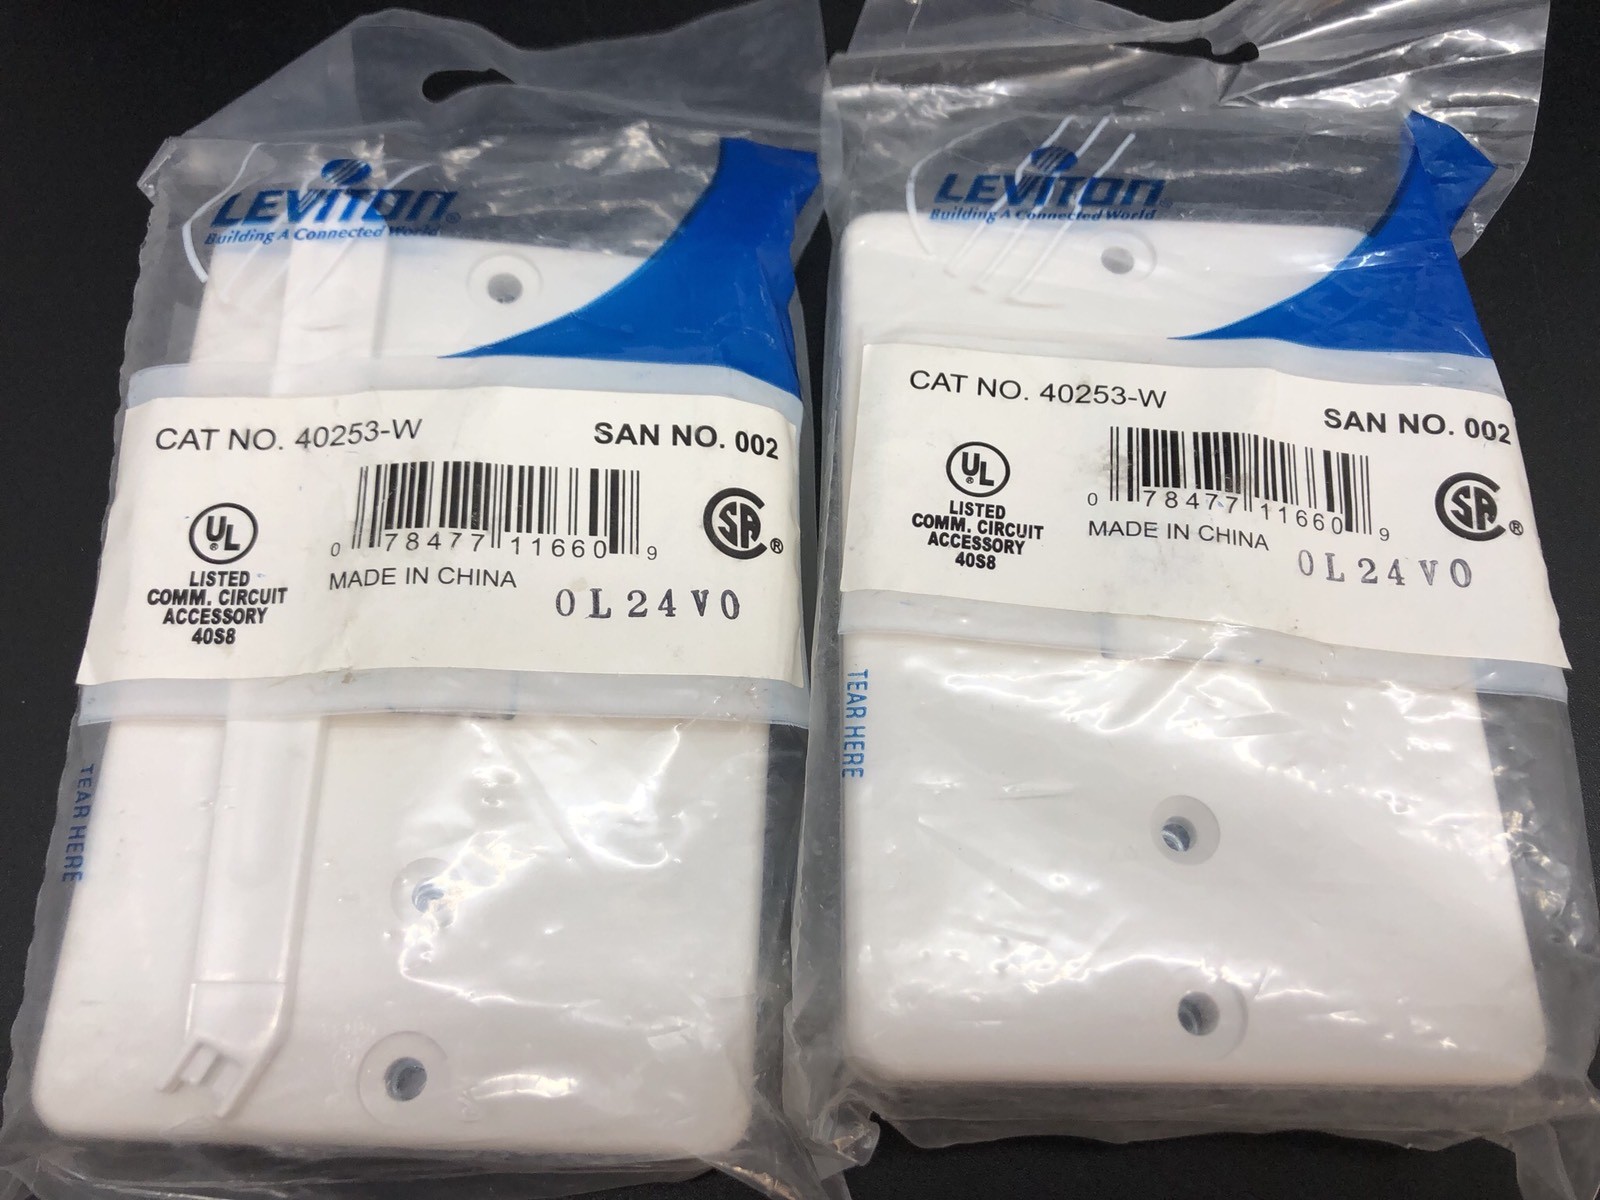 LEVITON®
Building A Connected World
CAT NO. 40253-W
SAN NO. 002
UL ®
LISTED
COMM. CIRCUIT
ACCESSORY
40S8
0 78477 11660 9
MADE IN CHINA
SA ®
0L24V0
TEAR HERE
LEVITON®
Building A Connected World
CAT NO. 40253-W
SAN NO. 002
UL ®
LISTED
COMM. CIRCUIT
ACCESSORY
40S8
0 78477 11660 9
MADE IN CHINA
SA ®
0L24V0
TEAR HERE